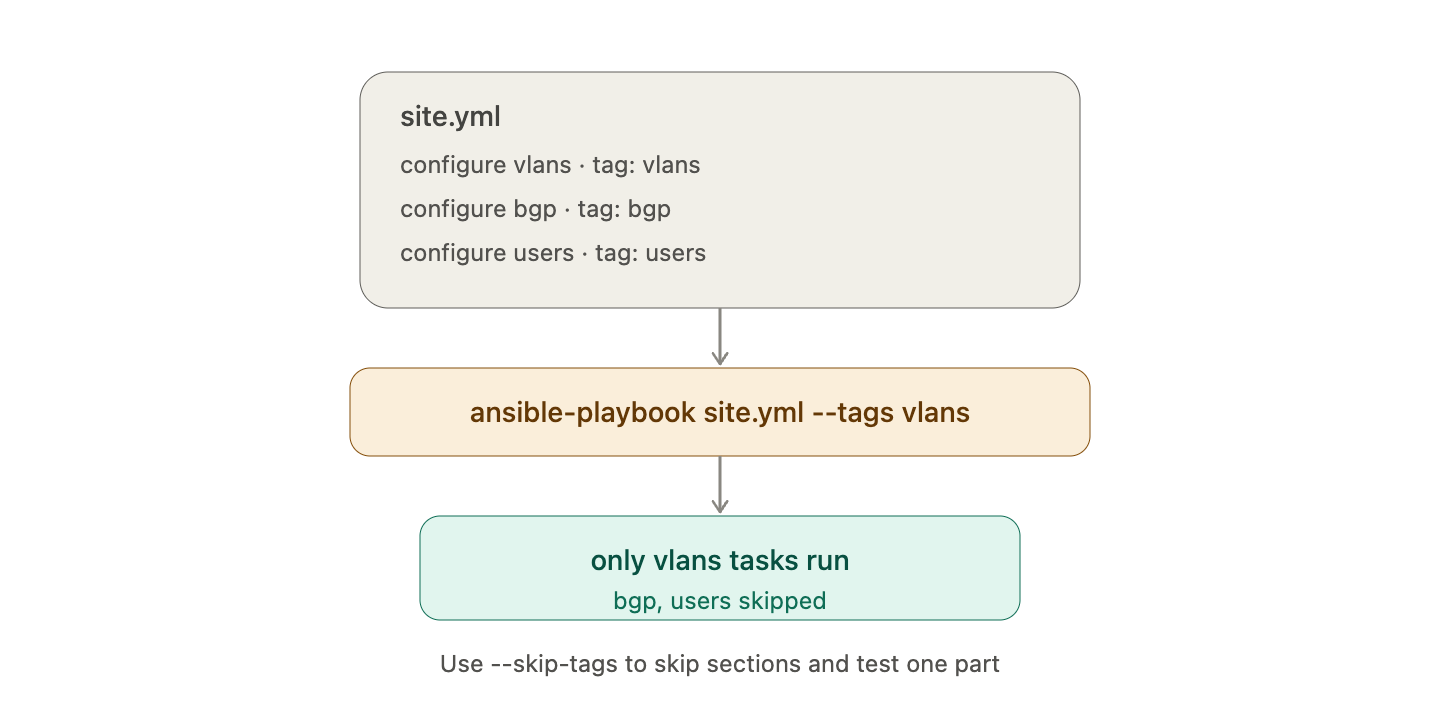 site.yml
configure vlans · tag: vlans
configure bgp · tag: bgp
configure users · tag: users
ansible-playbook site.yml --tags vlans
only vlans tasks run
bgp, users skipped
Use --skip-tags to skip sections and test one part